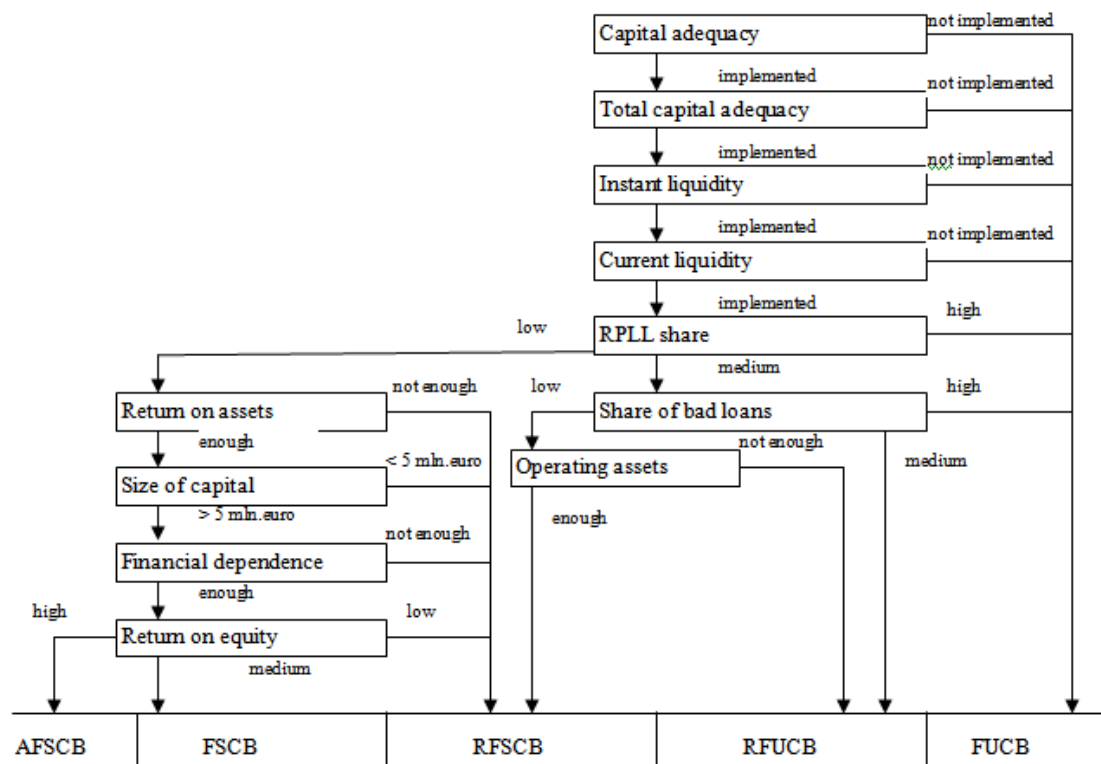 Capital adequacy
not implemented
implemented
not implemented
Total capital adequacy
implemented
not implemented
Instant liquidity
implemented
not implemented
Current liquidity
implemented
high
low
RPLL share
medium
not enough
low
high
Return on assets
Share of bad loans
enough
not enough
< 5 mln.euro
Operating assets
medium
Size of capital
> 5 mln.euro
enough
not enough
Financial dependence
enough
high
low
Return on equity
medium
AFSCB
FSCB
RFSCB
RFUCB
FUCB